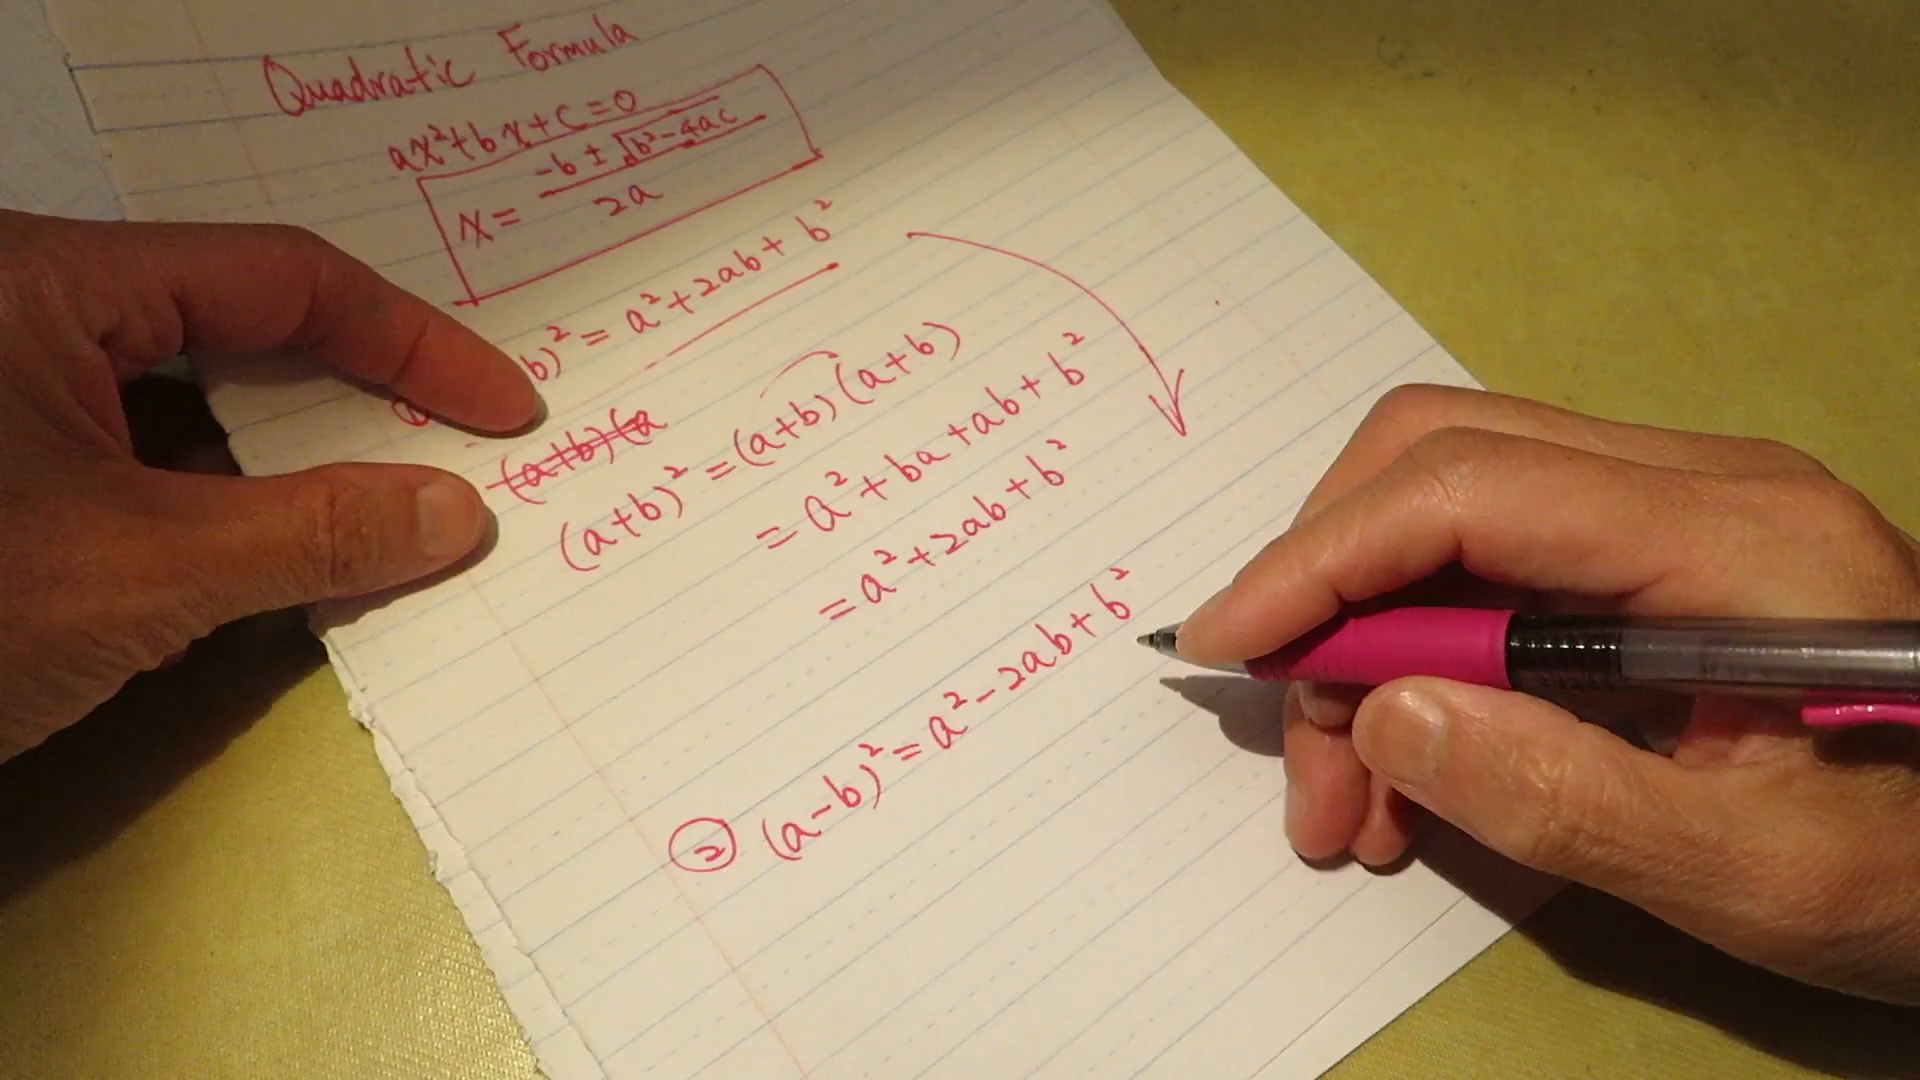 Quadratic Formula
ax²+bx+c=0
x = -b ± √b²-4ac / 2a
b)² = a²+2ab+b²
(a+b)(a
(a+b)² = (a+b)(a+b)
= a²+ba+ab+b²
= a²+2ab+b²
② (a-b)² = a²-2ab+b²